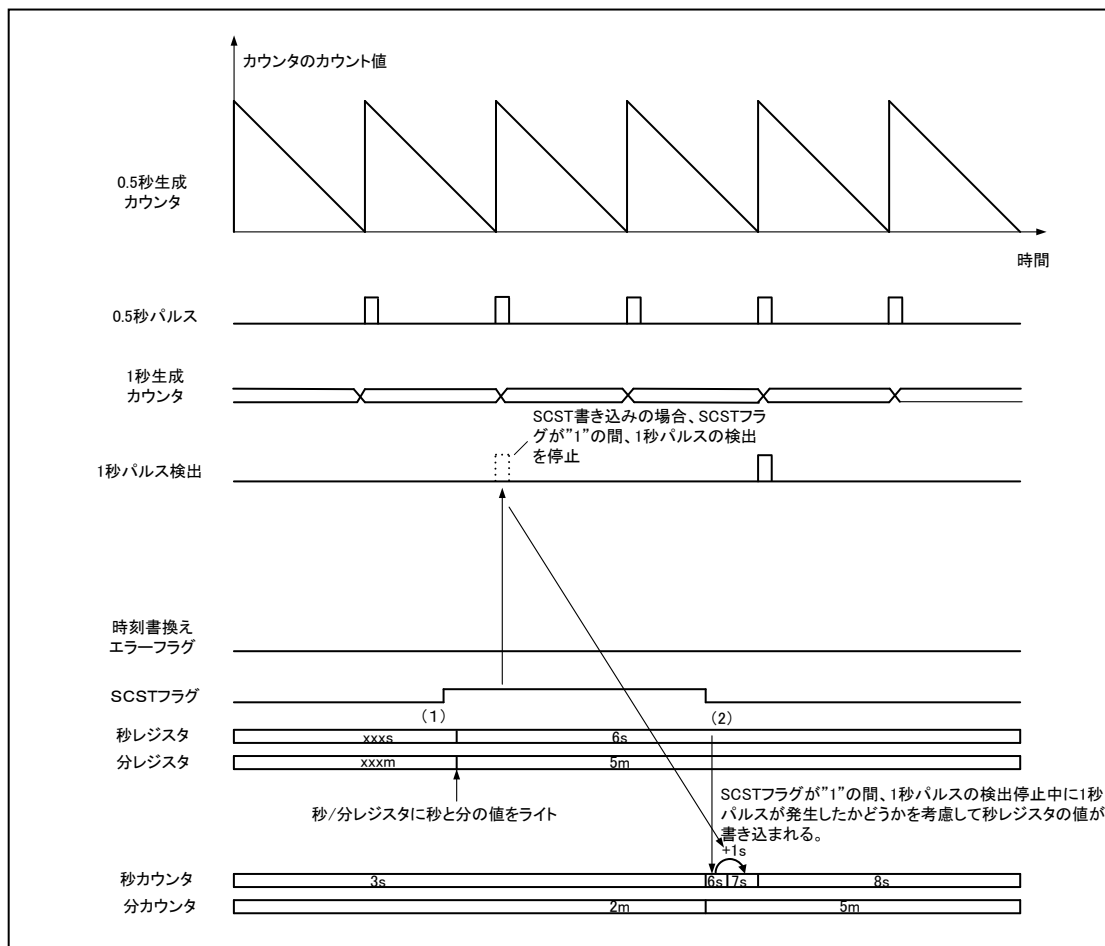 カウンタのカウント値
0.5秒生成
カウンタ
時間
0.5秒パルス
1秒生成
カウンタ
SCST書き込みの場合、SCSTフラ
グが”1”の間、1秒パルスの検出
を停止
1秒パルス検出
時刻書換え
エラーフラグ
SCSTフラグ
（1）
（2）
秒レジスタ
xxxs
6s
分レジスタ
xxxm
5m
秒/分レジスタに秒と分の値をライト
SCSTフラグが”1”の間、1秒パルスの検出停止中に1秒
パルスが発生したかどうかを考慮して秒レジスタの値が
書き込まれる。
+1s
秒カウンタ
3s
6s
7s
8s
分カウンタ
2m
5m